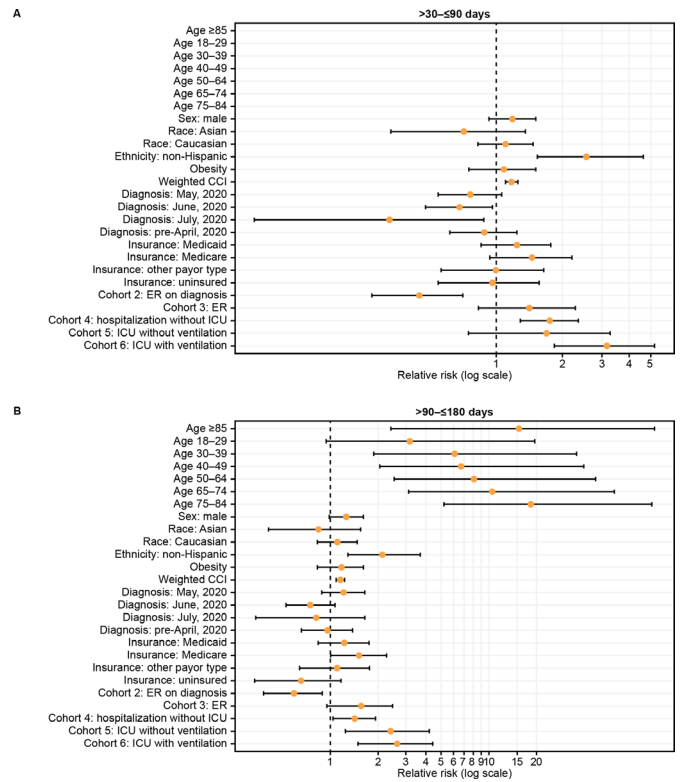 A
>30–≤90 days
Age ≥85
Age 18–29
Age 30–39
Age 40–49
Age 50–64
Age 65–74
Age 75–84
Sex: male
Race: Asian
Race: Caucasian
Ethnicity: non-Hispanic
Obesity
Weighted CCI
Diagnosis: May, 2020
Diagnosis: June, 2020
Diagnosis: July, 2020
Diagnosis: pre-April, 2020
Insurance: Medicaid
Insurance: Medicare
Insurance: other payor type
Insurance: uninsured
Cohort 2: ER on diagnosis
Cohort 3: ER
Cohort 4: hospitalization without ICU
Cohort 5: ICU without ventilation
Cohort 6: ICU with ventilation
1 2 3 4 5
Relative risk (log scale)
B
>90–≤180 days
Age ≥85
Age 18–29
Age 30–39
Age 40–49
Age 50–64
Age 65–74
Age 75–84
Sex: male
Race: Asian
Race: Caucasian
Ethnicity: non-Hispanic
Obesity
Weighted CCI
Diagnosis: May, 2020
Diagnosis: June, 2020
Diagnosis: July, 2020
Diagnosis: pre-April, 2020
Insurance: Medicaid
Insurance: Medicare
Insurance: other payor type
Insurance: uninsured
Cohort 2: ER on diagnosis
Cohort 3: ER
Cohort 4: hospitalization without ICU
Cohort 5: ICU without ventilation
Cohort 6: ICU with ventilation
1 2 3 4 5 6 7 8 9 10 15 20
Relative risk (log scale)